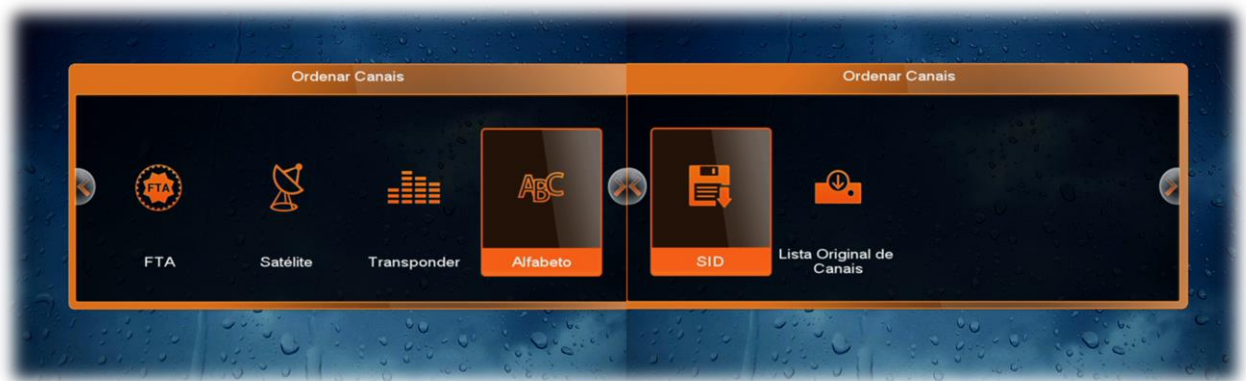 Ordenar Canais
FTA
FTA
Satélite
Transponder
ABC
Alfabeto
Ordenar Canais
SID
Lista Original de
Canais